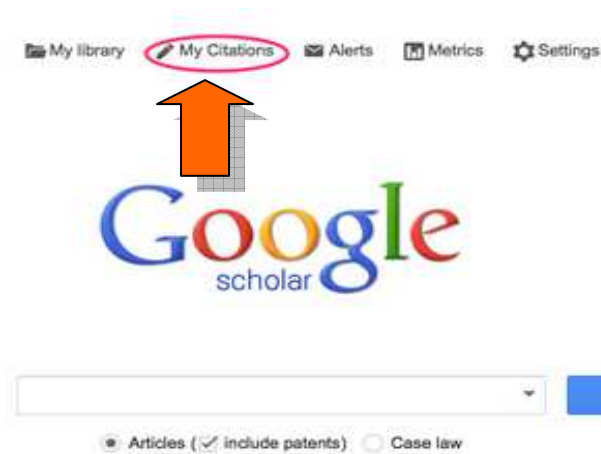 My library My Citations Alerts Metrics Settings
Google
scholar
Articles ( include patents) Case law